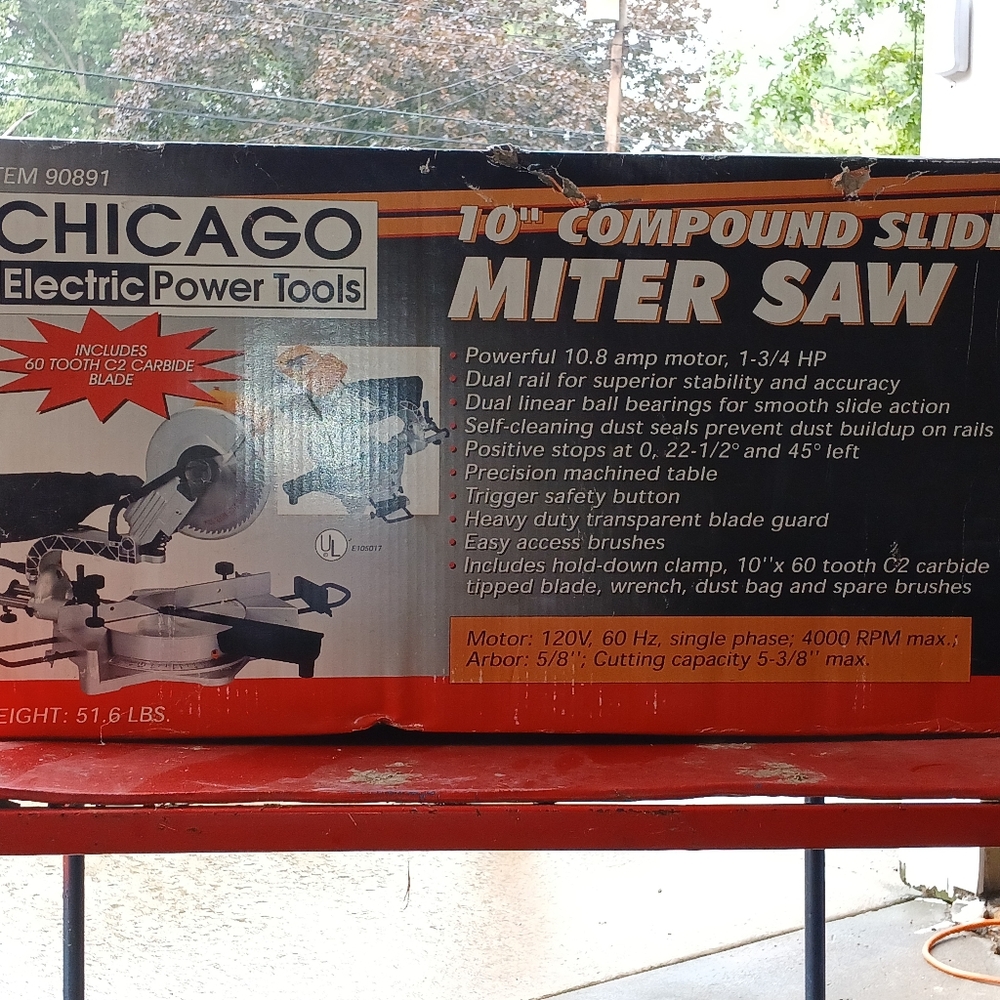 TEM 90891
CHICAGO
Electric Power Tools
INCLUDES
60 TOOTH C2 CARBIDE
BLADE
UL
E105017
EIGHT: 51.6 LBS.
10" COMPOUND SLID
MITER SAW
• Powerful 10.8 amp motor, 1-3/4 HP
• Dual rail for superior stability and accuracy
• Dual linear ball bearings for smooth slide action
• Self-cleaning dust seals prevent dust buildup on rails
• Positive stops at 0, 22-1/2° and 45° left
• Precision machined table
• Trigger safety button
• Heavy duty transparent blade guard
• Easy access brushes
• Includes hold-down clamp, 10''x 60 tooth C2 carbide
tipped blade, wrench, dust bag and spare brushes
Motor: 120V, 60 Hz, single phase; 4000 RPM max.;
Arbor: 5/8''; Cutting capacity 5-3/8'' max.